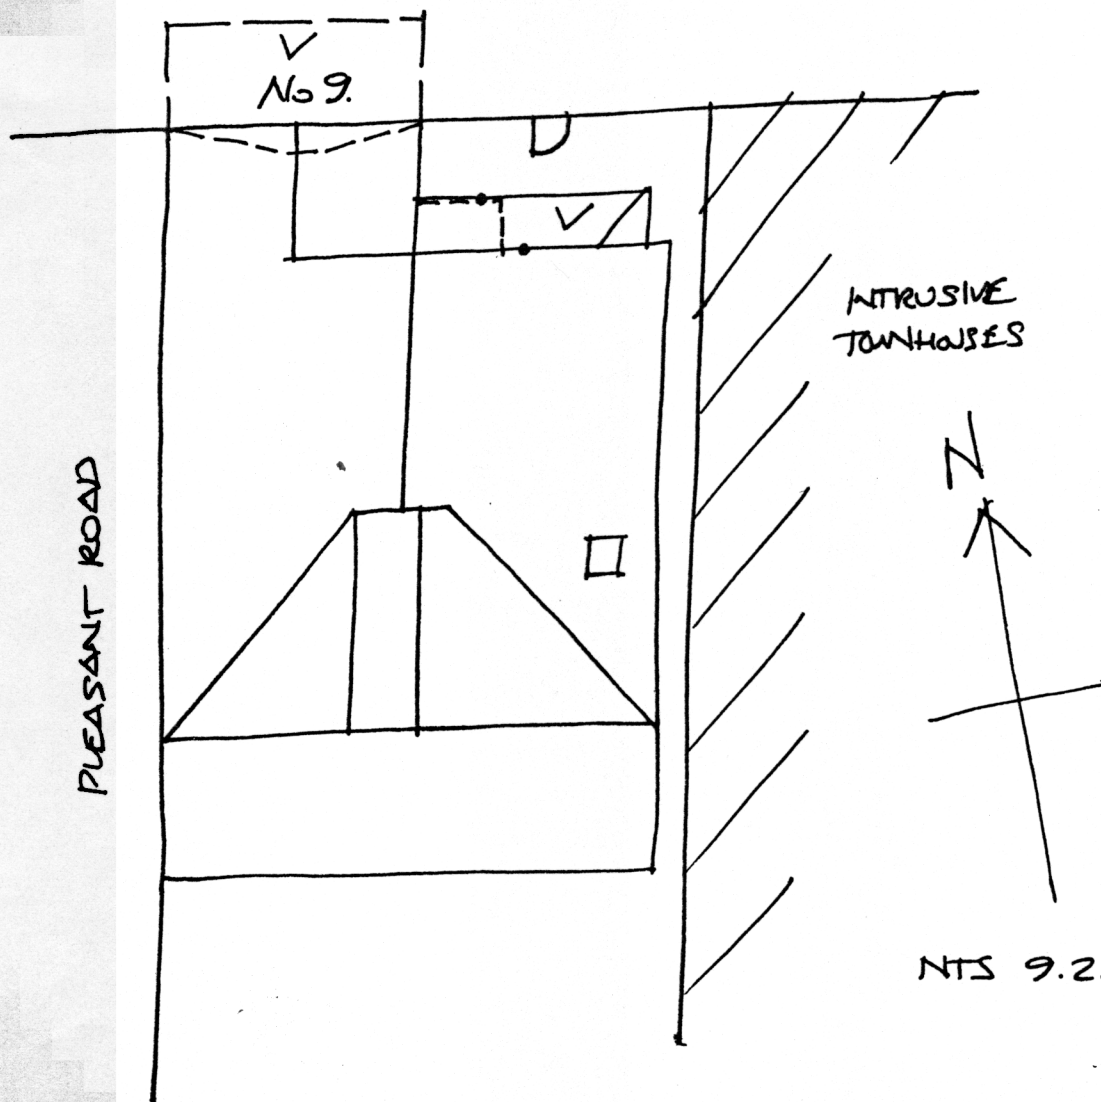 V
No 9.
V
INTRUSIVE
TOWNHOUSES
N
PLEASANT ROAD
NTS 9.2.